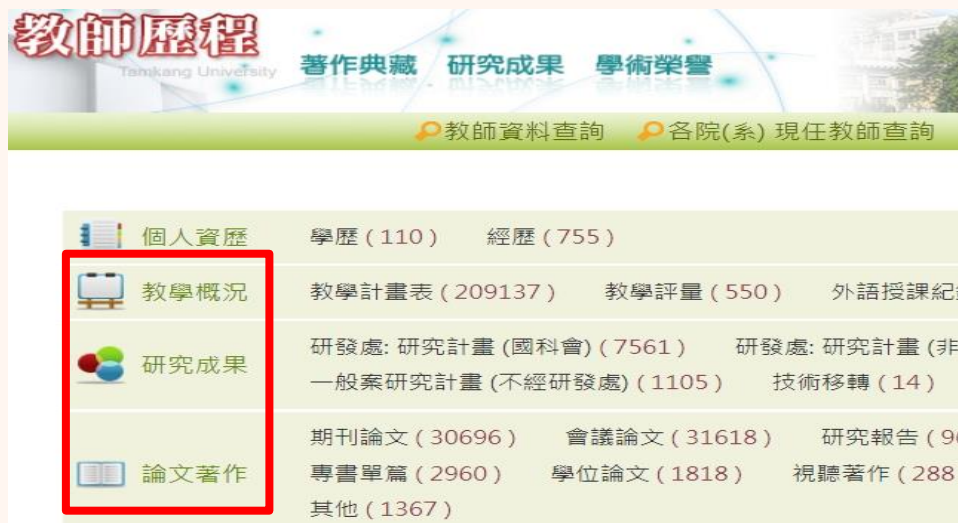 教師歷程
Tamkang University
著作典藏 研究成果 學術榮譽
教師資料查詢 各院(系) 現任教師查詢
個人資歷 學歷 ( 110 ) 經歷 ( 755 )
教學概況 教學計畫表 ( 209137 ) 教學評量 ( 550 ) 外語授課紀
研究成果
研發處: 研究計畫 (國科會) ( 7561 ) 研發處: 研究計畫 (非
一般案研究計畫 (不經研發處) ( 1105 ) 技術移轉 ( 14 )
論文著作
期刊論文 ( 30696 ) 會議論文 ( 31618 ) 研究報告 ( 9
專書單篇 ( 2960 ) 學位論文 ( 1818 ) 視聽著作 ( 288
其他 ( 1367 )